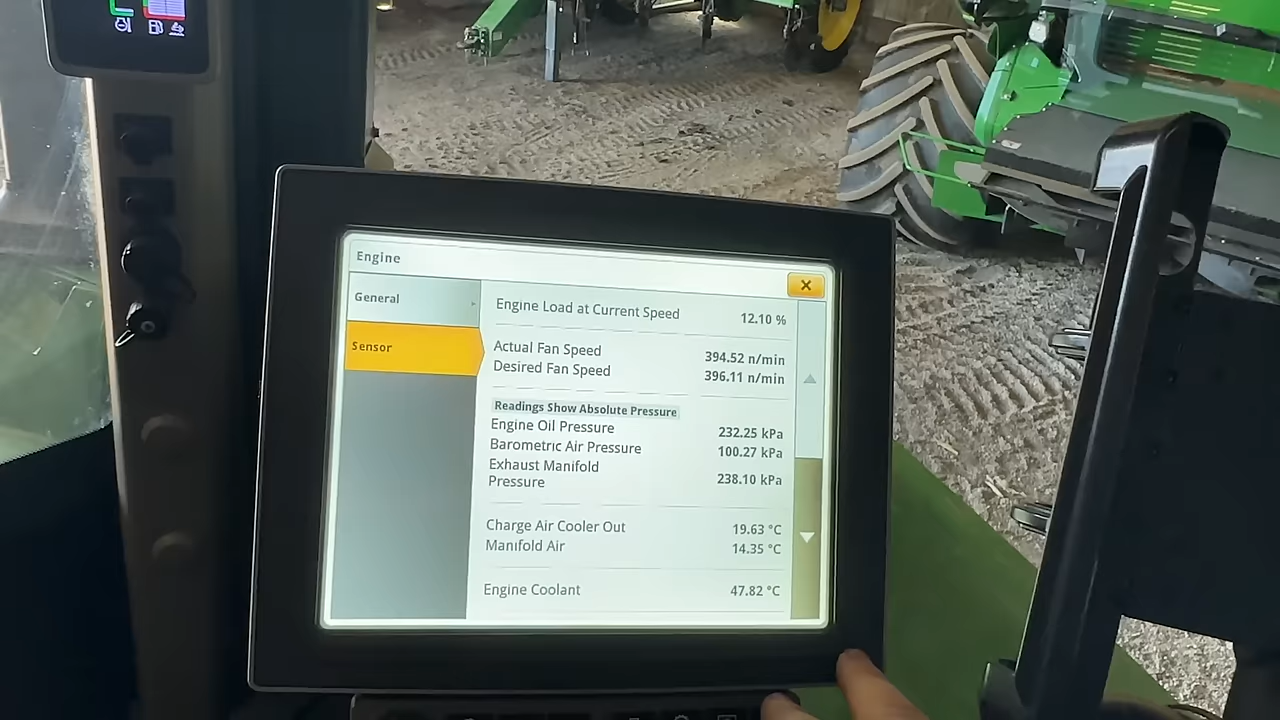 Engine
General
Sensor
Engine Load at Current Speed 12.10 %
Actual Fan Speed 394.52 n/min
Desired Fan Speed 396.11 n/min
Readings Show Absolute Pressure
Engine Oil Pressure 232.25 kPa
Barometric Air Pressure 100.27 kPa
Exhaust Manifold
Pressure 238.10 kPa
Charge Air Cooler Out 19.63 °C
Manifold Air 14.35 °C
Engine Coolant 47.82 °C